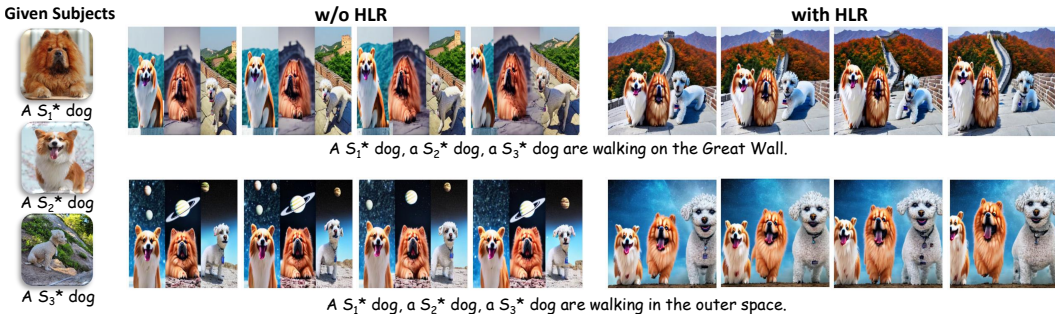 Given Subjects
w/o HLR
with HLR
A S₁* dog
A S₂* dog
A S₃* dog
A S₁* dog, a S₂* dog, a S₃* dog are walking on the Great Wall.
A S₁* dog, a S₂* dog, a S₃* dog are walking in the outer space.